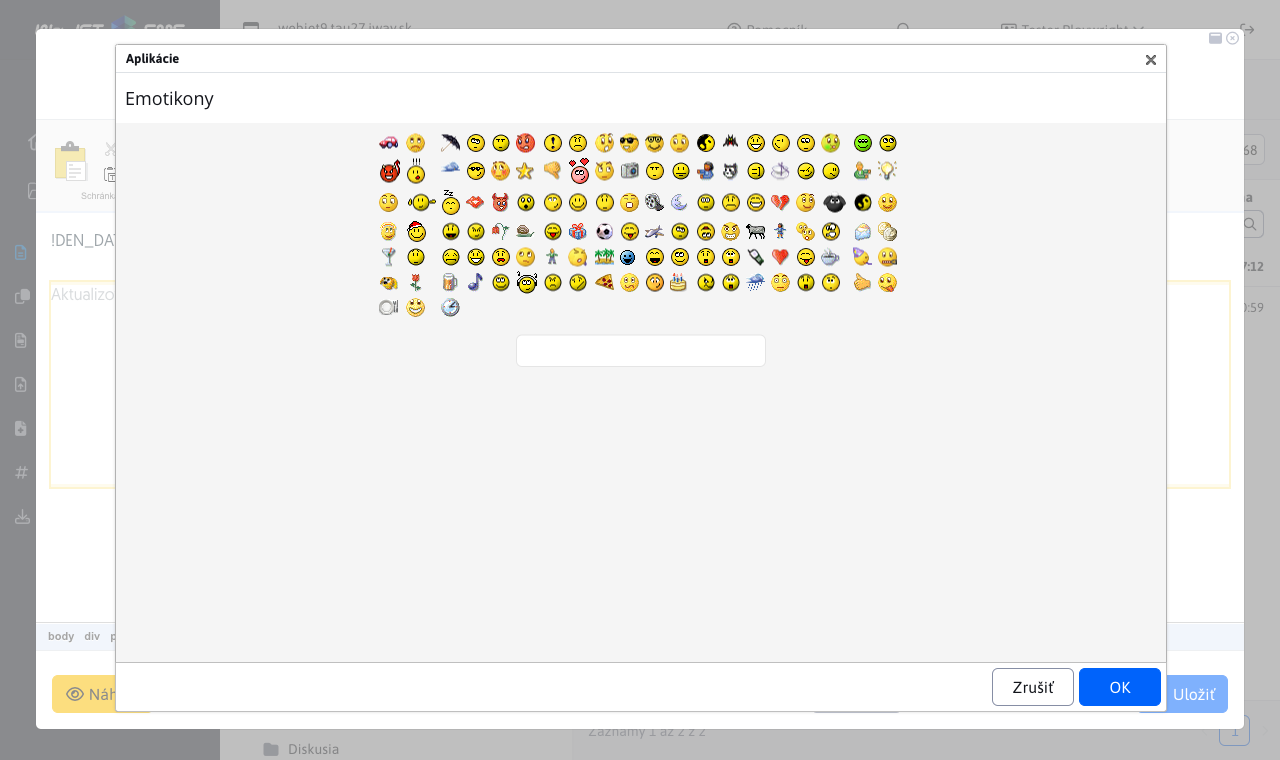 webjet9.tau27.iway.sk
Pomocník
Tester Playwright
Aplikácie
Emotikony
68
Schránk
!DEN_DAT
7:12
Aktualizo
0:59
body div p
Zrušiť
OK
Náh
Uložiť
Záznamy 1 až 2 z 2
1
Diskusia